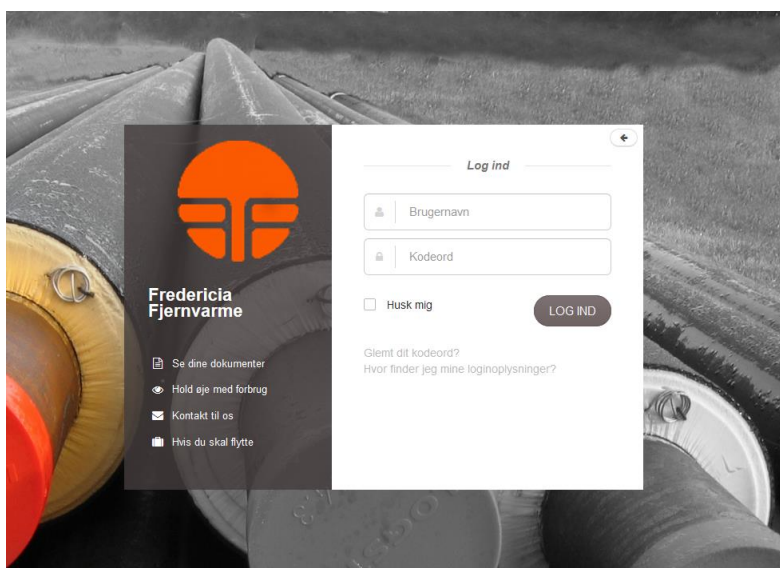 Fredericia
Fjernvarme
Se dine dokumenter
Hold øje med forbrug
Kontakt til os
Hvis du skal flytte
Log ind
Brugernavn
Kodeord
Husk mig
LOG IND
Glemt dit kodeord?
Hvor finder jeg mine loginoplysninger?